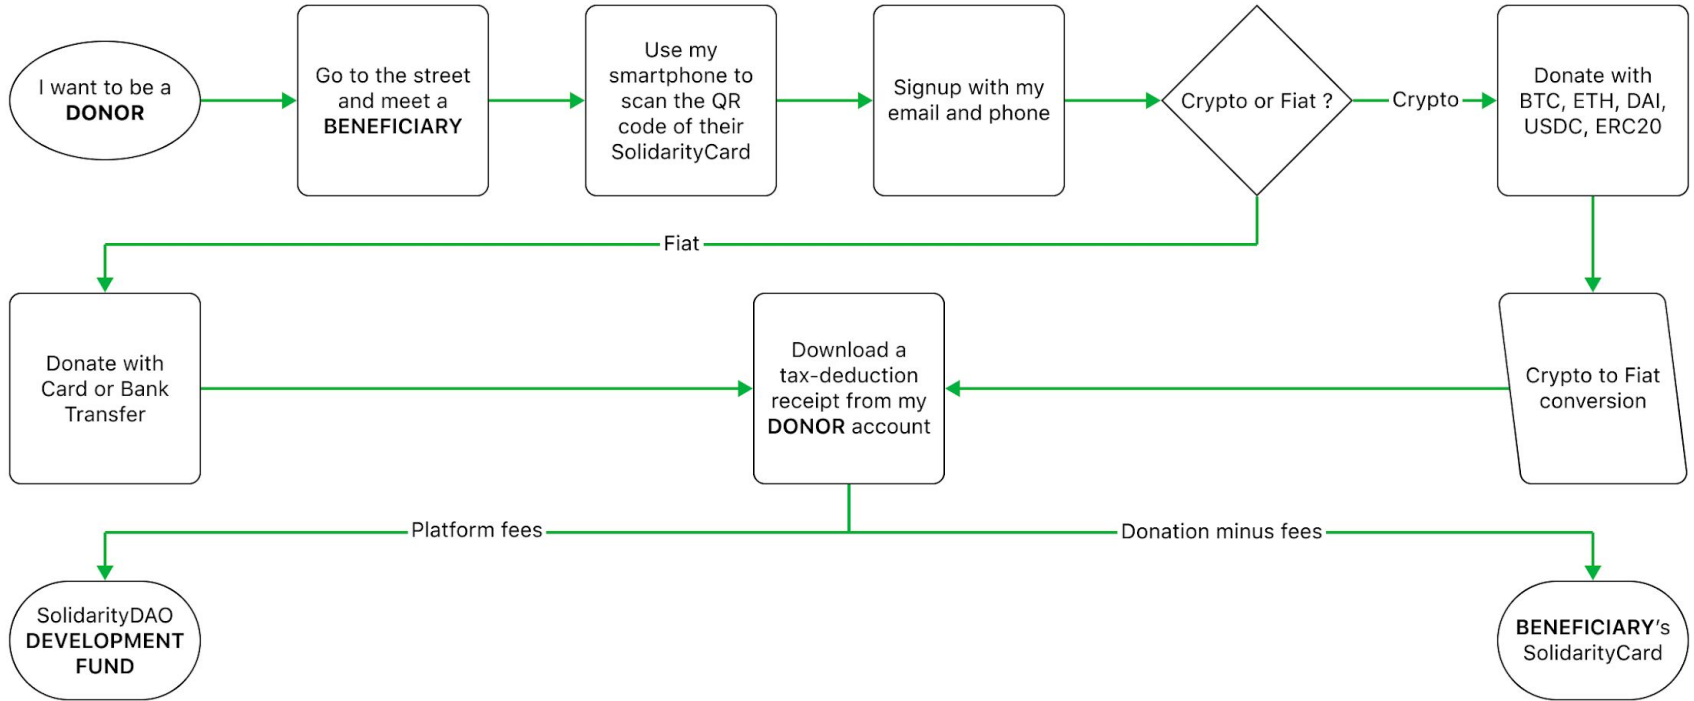 I want to be a
DONOR
Go to the street
and meet a
BENEFICIARY
Use my
smartphone to
scan the QR
code of their
SolidarityCard
Signup with my
email and phone
Crypto or Fiat ?
Crypto
Donate with
BTC, ETH, DAI,
USDC, ERC20
Fiat
Donate with
Card or Bank
Transfer
Download a
tax-deduction
receipt from my
DONOR account
Crypto to Fiat
conversion
Platform fees
Donation minus fees
SolidarityDAO
DEVELOPMENT
FUND
BENEFICIARY’s
SolidarityCard